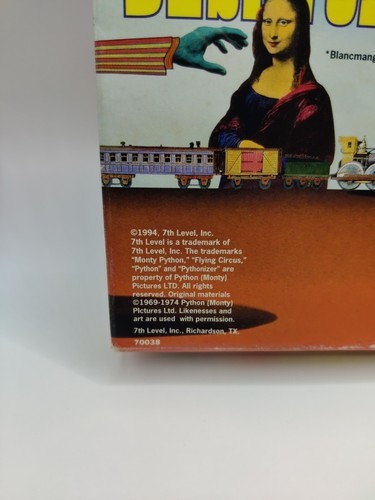 *Blancmang
©1994, 7th Level, Inc.
7th Level is a trademark of
7th Level, Inc. The trademarks
"Monty Python," "Flying Circus,"
"Python" and "Pythonizer" are
property of Python (Monty)
Pictures LTD. All rights
reserved. Original materials
©1969-1974 Python (Monty)
Pictures Ltd. Likenesses and
art are used with permission.
7th Level, Inc., Richardson, TX.
70038